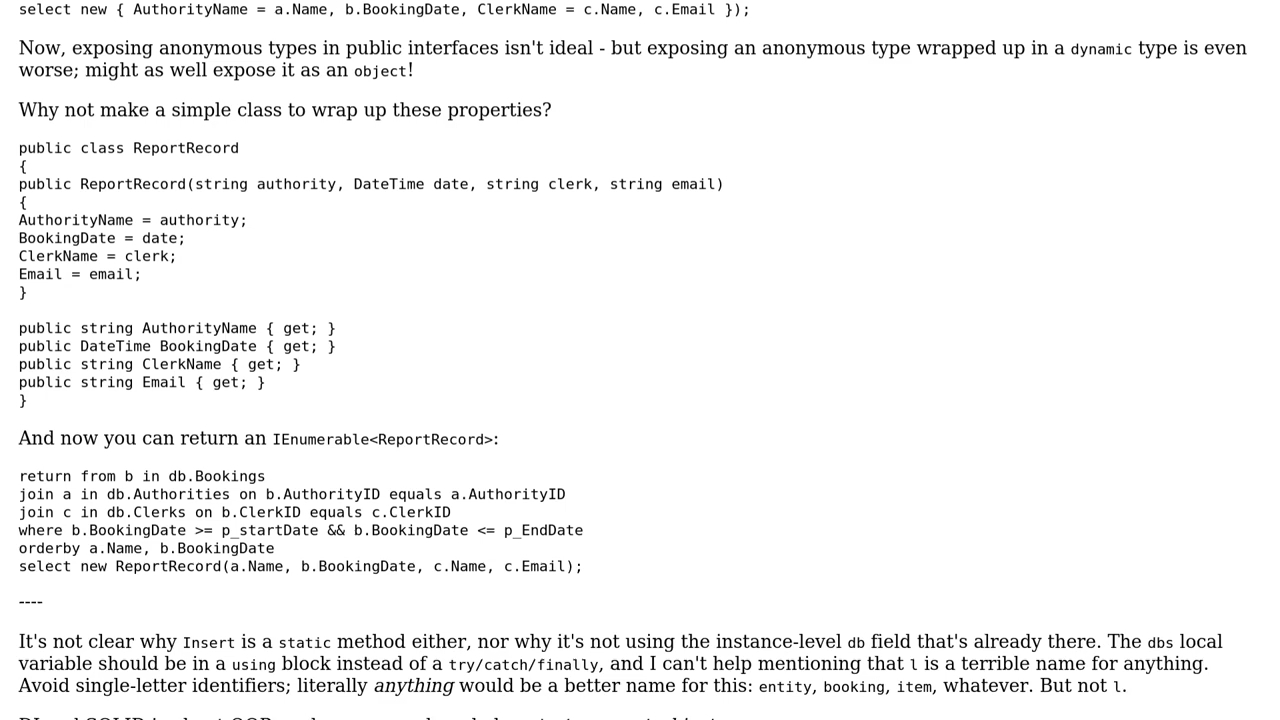 select new { AuthorityName = a.Name, b.BookingDate, ClerkName = c.Name, c.Email });
Now, exposing anonymous types in public interfaces isn't ideal - but exposing an anonymous type wrapped up in a dynamic type is even
worse; might as well expose it as an object!
Why not make a simple class to wrap up these properties?
public class ReportRecord
{
public ReportRecord(string authority, DateTime date, string clerk, string email)
{
AuthorityName = authority;
BookingDate = date;
ClerkName = clerk;
Email = email;
}
public string AuthorityName { get; }
public DateTime BookingDate { get; }
public string ClerkName { get; }
public string Email { get; }
}
And now you can return an IEnumerable<ReportRecord>:
return from b in db.Bookings
join a in db.Authorities on b.AuthorityID equals a.AuthorityID
join c in db.Clerks on b.ClerkID equals c.ClerkID
where b.BookingDate >= p_startDate && b.BookingDate <= p_EndDate
orderby a.Name, b.BookingDate
select new ReportRecord(a.Name, b.BookingDate, c.Name, c.Email);
----
It's not clear why Insert is a static method either, nor why it's not using the instance-level db field that's already there. The dbs local
variable should be in a using block instead of a try/catch/finally, and I can't help mentioning that l is a terrible name for anything.
Avoid single-letter identifiers; literally anything would be a better name for this: entity, booking, item, whatever. But not l.